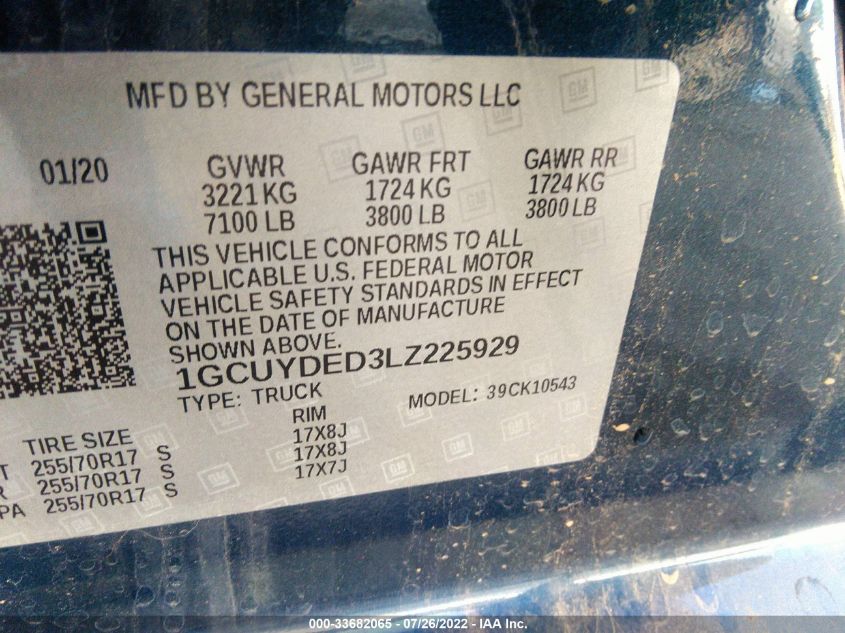 MFD BY GENERAL MOTORS LLC
01/20 GVWR GAWR FRT GAWR RR
3221 KG 1724 KG 1724 KG
7100 LB 3800 LB 3800 LB
THIS VEHICLE CONFORMS TO ALL
APPLICABLE U.S. FEDERAL MOTOR
VEHICLE SAFETY STANDARDS IN EFFECT
ON THE DATE OF MANUFACTURE
SHOWN ABOVE.
1GCUYDED3LZ225929
TYPE: TRUCK MODEL: 39CK10543
TIRE SIZE RIM
T 255/70R17 S 17X8J
R 255/70R17 S 17X8J
PA 255/70R17 S 17X7J
GM
000-33682065 - 07/26/2022 - © IAA Inc.